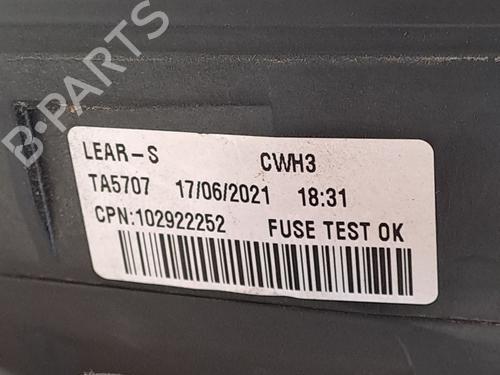 B-PARTS
LEAR-S CWH3
TA5707 17/06/2021 18:31
CPN:102922252 FUSE TEST OK